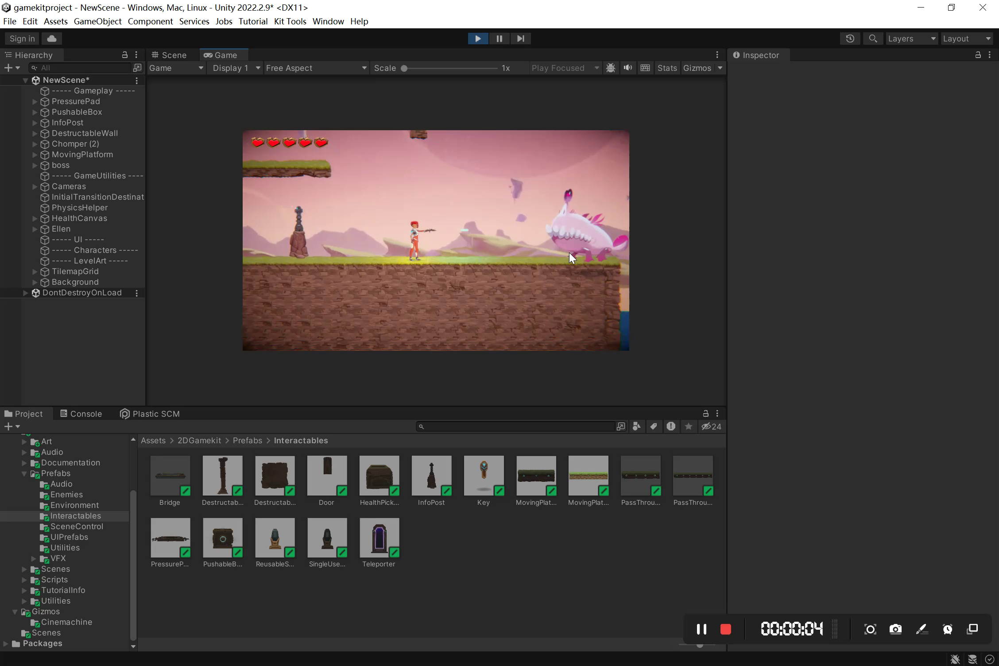 gamekitproject - NewScene - Windows, Mac, Linux - Unity 2022.2.9* <DX11>
File Edit Assets GameObject Component Services Jobs Tutorial Kit Tools Window Help
Sign in
Layers
Layout
Hierarchy
Scene
Game
Inspector
All
Game
Display 1
Free Aspect
Scale
1x
Play Focused
Stats
Gizmos
NewScene*
----- Gameplay -----
PressurePad
PushableBox
InfoPost
DestructableWall
Chomper (2)
MovingPlatform
boss
----- GameUtilities ----
Cameras
InitialTransitionDestinat
PhysicsHelper
HealthCanvas
Ellen
----- UI -----
----- Characters -----
----- LevelArt -----
TilemapGrid
Background
DontDestroyOnLoad
Project
Console
Plastic SCM
24
Art
Audio
Documentation
Prefabs
Audio
Enemies
Environment
Interactables
SceneControl
UIPrefabs
Utilities
VFX
Scenes
Scripts
TutorialInfo
Utilities
Gizmos
Cinemachine
Scenes
Packages
Assets > 2DGamekit > Prefabs > Interactables
Bridge
Destructab...
Destructab...
Door
HealthPick...
InfoPost
Key
MovingPlat...
MovingPlat...
PassThrou...
PassThrou...
PressureP...
PushableB...
ReusableS...
SingleUse...
Teleporter
00:00:04